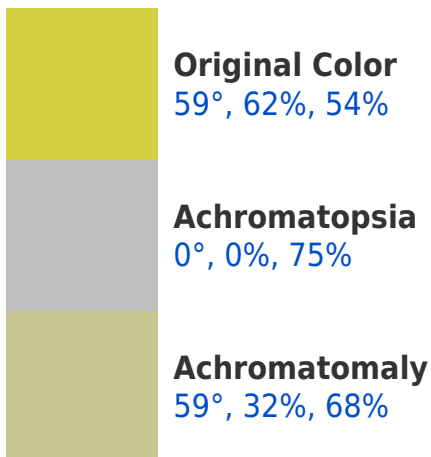 Original Color
59°, 62%, 54%
Achromatopsia
0°, 0%, 75%
Achromatomaly
59°, 32%, 68%